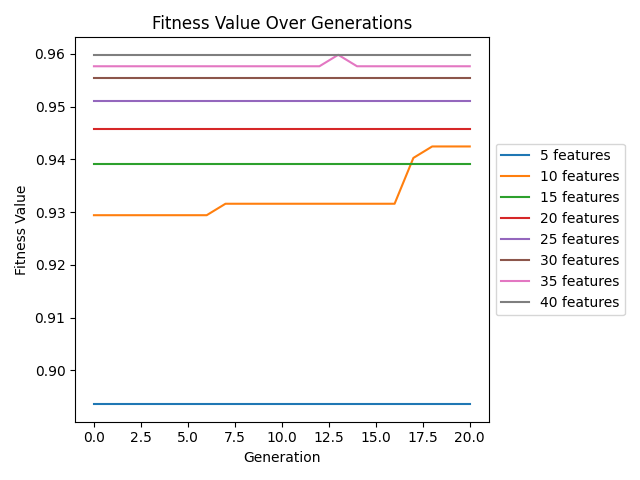 Fitness Value Over Generations
Fitness Value
0.96
0.95
0.94
0.93
0.92
0.91
0.90
0.0 2.5 5.0 7.5 10.0 12.5 15.0 17.5 20.0
Generation
5 features
10 features
15 features
20 features
25 features
30 features
35 features
40 features